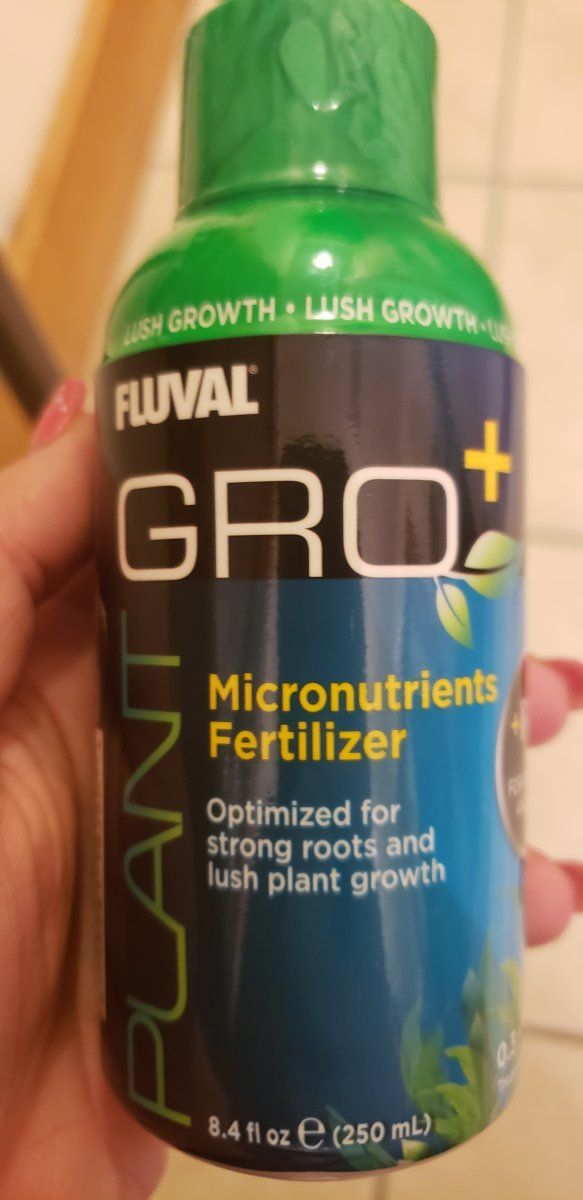 LUSH GROWTH • LUSH GROWTH •
FLUVAL®
GRO+
PLANT
Micronutrients
Fertilizer
Optimized for
strong roots and
lush plant growth
8.4 fl oz ℮ (250 mL)